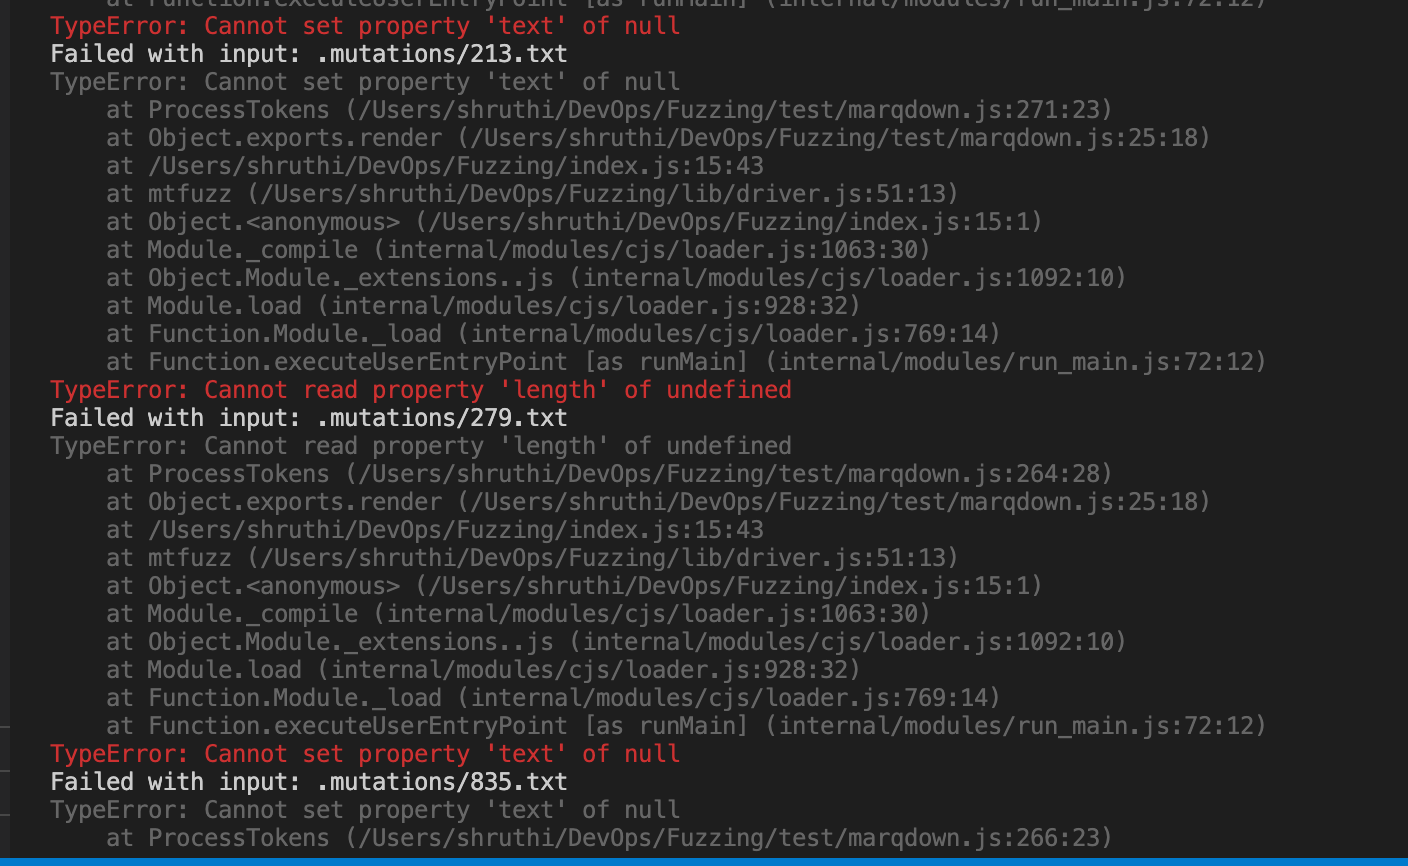 at Function.executeUserEntryPoint [as runMain] (internal/modules/run_main.js:72:12)
TypeError: Cannot set property 'text' of null
Failed with input: .mutations/213.txt
TypeError: Cannot set property 'text' of null
at ProcessTokens (/Users/shruthi/DevOps/Fuzzing/test/marqdown.js:271:23)
at Object.exports.render (/Users/shruthi/DevOps/Fuzzing/test/marqdown.js:25:18)
at /Users/shruthi/DevOps/Fuzzing/index.js:15:43
at mtfuzz (/Users/shruthi/DevOps/Fuzzing/lib/driver.js:51:13)
at Object.<anonymous> (/Users/shruthi/DevOps/Fuzzing/index.js:15:1)
at Module._compile (internal/modules/cjs/loader.js:1063:30)
at Object.Module._extensions..js (internal/modules/cjs/loader.js:1092:10)
at Module.load (internal/modules/cjs/loader.js:928:32)
at Function.Module._load (internal/modules/cjs/loader.js:769:14)
at Function.executeUserEntryPoint [as runMain] (internal/modules/run_main.js:72:12)
TypeError: Cannot read property 'length' of undefined
Failed with input: .mutations/279.txt
TypeError: Cannot read property 'length' of undefined
at ProcessTokens (/Users/shruthi/DevOps/Fuzzing/test/marqdown.js:264:28)
at Object.exports.render (/Users/shruthi/DevOps/Fuzzing/test/marqdown.js:25:18)
at /Users/shruthi/DevOps/Fuzzing/index.js:15:43
at mtfuzz (/Users/shruthi/DevOps/Fuzzing/lib/driver.js:51:13)
at Object.<anonymous> (/Users/shruthi/DevOps/Fuzzing/index.js:15:1)
at Module._compile (internal/modules/cjs/loader.js:1063:30)
at Object.Module._extensions..js (internal/modules/cjs/loader.js:1092:10)
at Module.load (internal/modules/cjs/loader.js:928:32)
at Function.Module._load (internal/modules/cjs/loader.js:769:14)
at Function.executeUserEntryPoint [as runMain] (internal/modules/run_main.js:72:12)
TypeError: Cannot set property 'text' of null
Failed with input: .mutations/835.txt
TypeError: Cannot set property 'text' of null
at ProcessTokens (/Users/shruthi/DevOps/Fuzzing/test/marqdown.js:266:23)